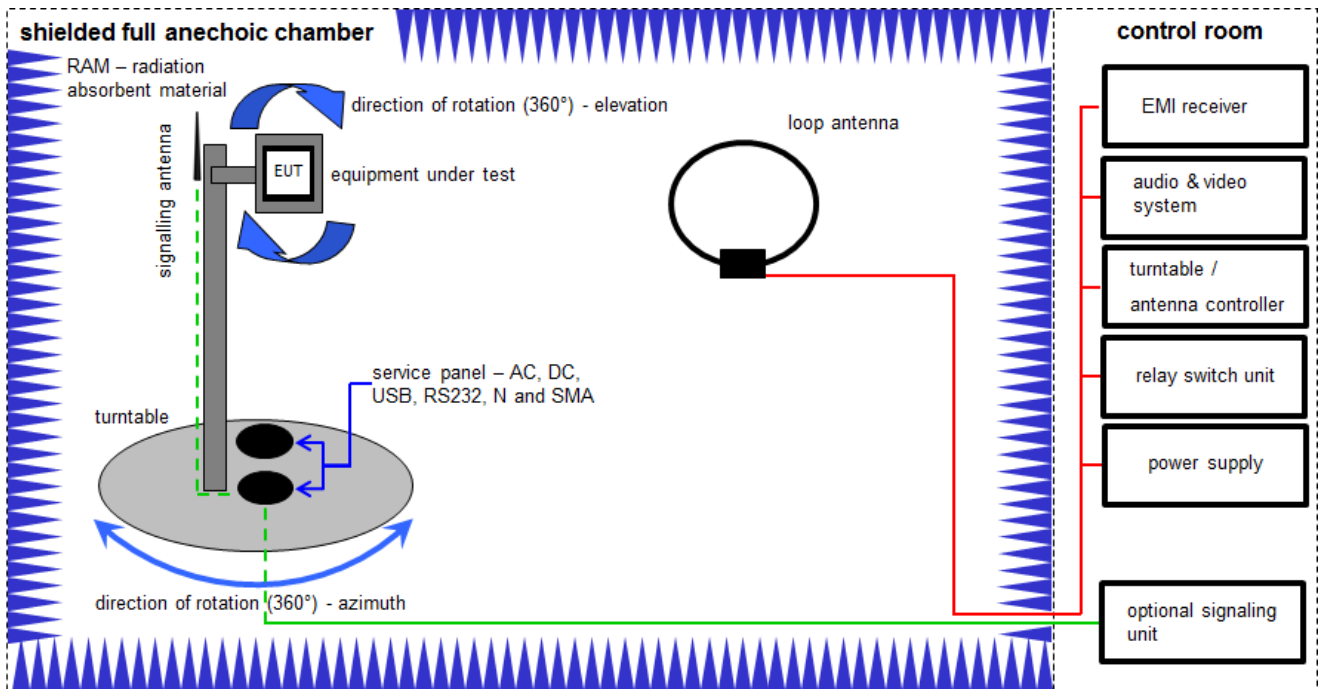 shielded full anechoic chamber
control room
RAM – radiation
absorbent material
direction of rotation (360°) - elevation
loop antenna
EMI receiver
signalling antenna
EUT
equipment under test
audio & video
system
turntable /
antenna controller
service panel – AC, DC,
USB, RS232, N and SMA
relay switch unit
turntable
power supply
direction of rotation (360°) - azimuth
optional signaling
unit